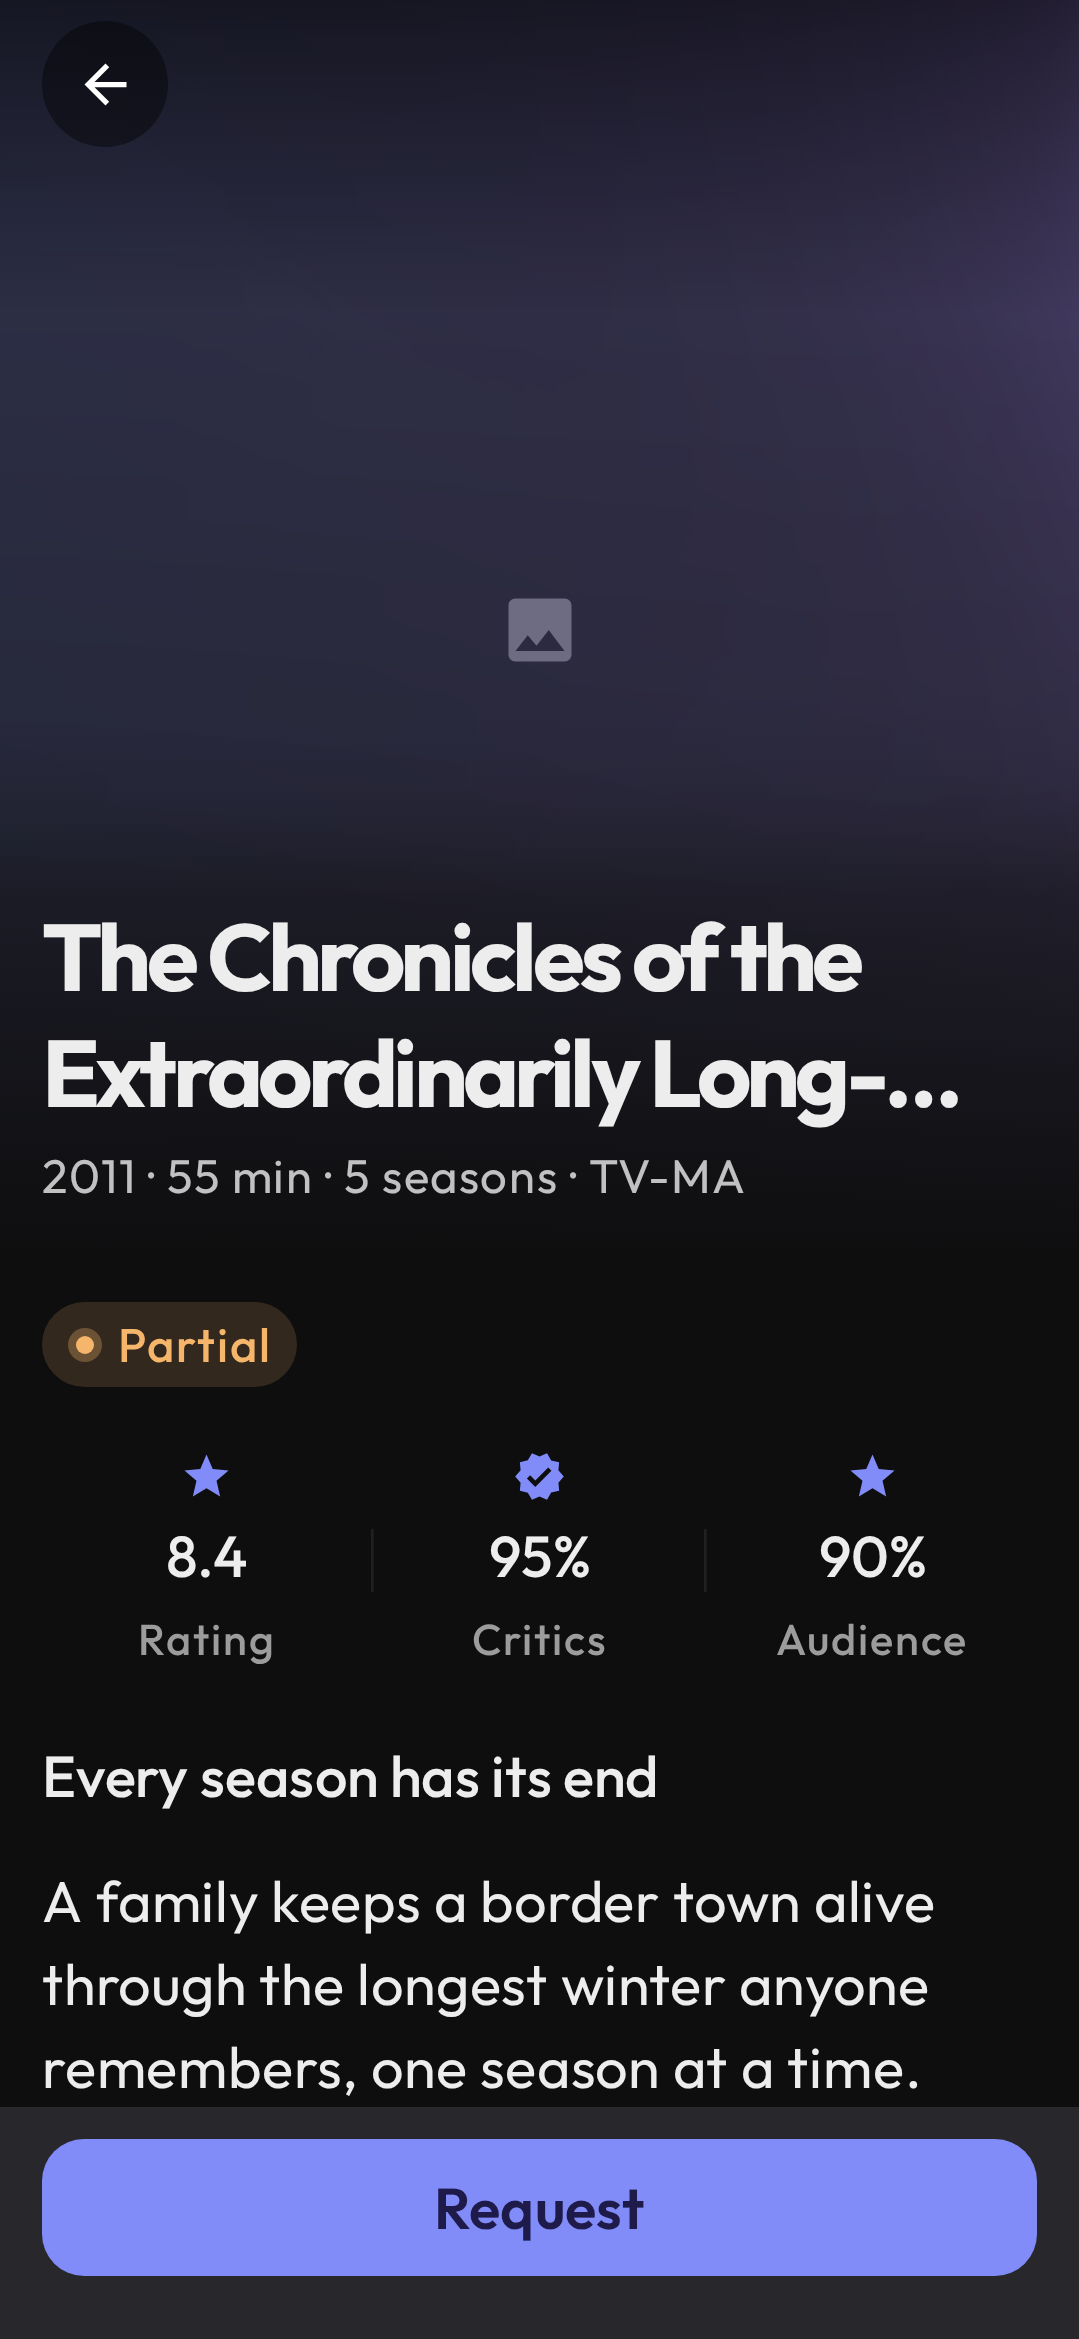 The Chronicles of the
Extraordinarily Long-...
2011 · 55 min · 5 seasons · TV-MA
Partial
8.4
95%
90%
Rating
Critics
Audience
Every season has its end
A family keeps a border town alive
through the longest winter anyone
remembers, one season at a time.
Request